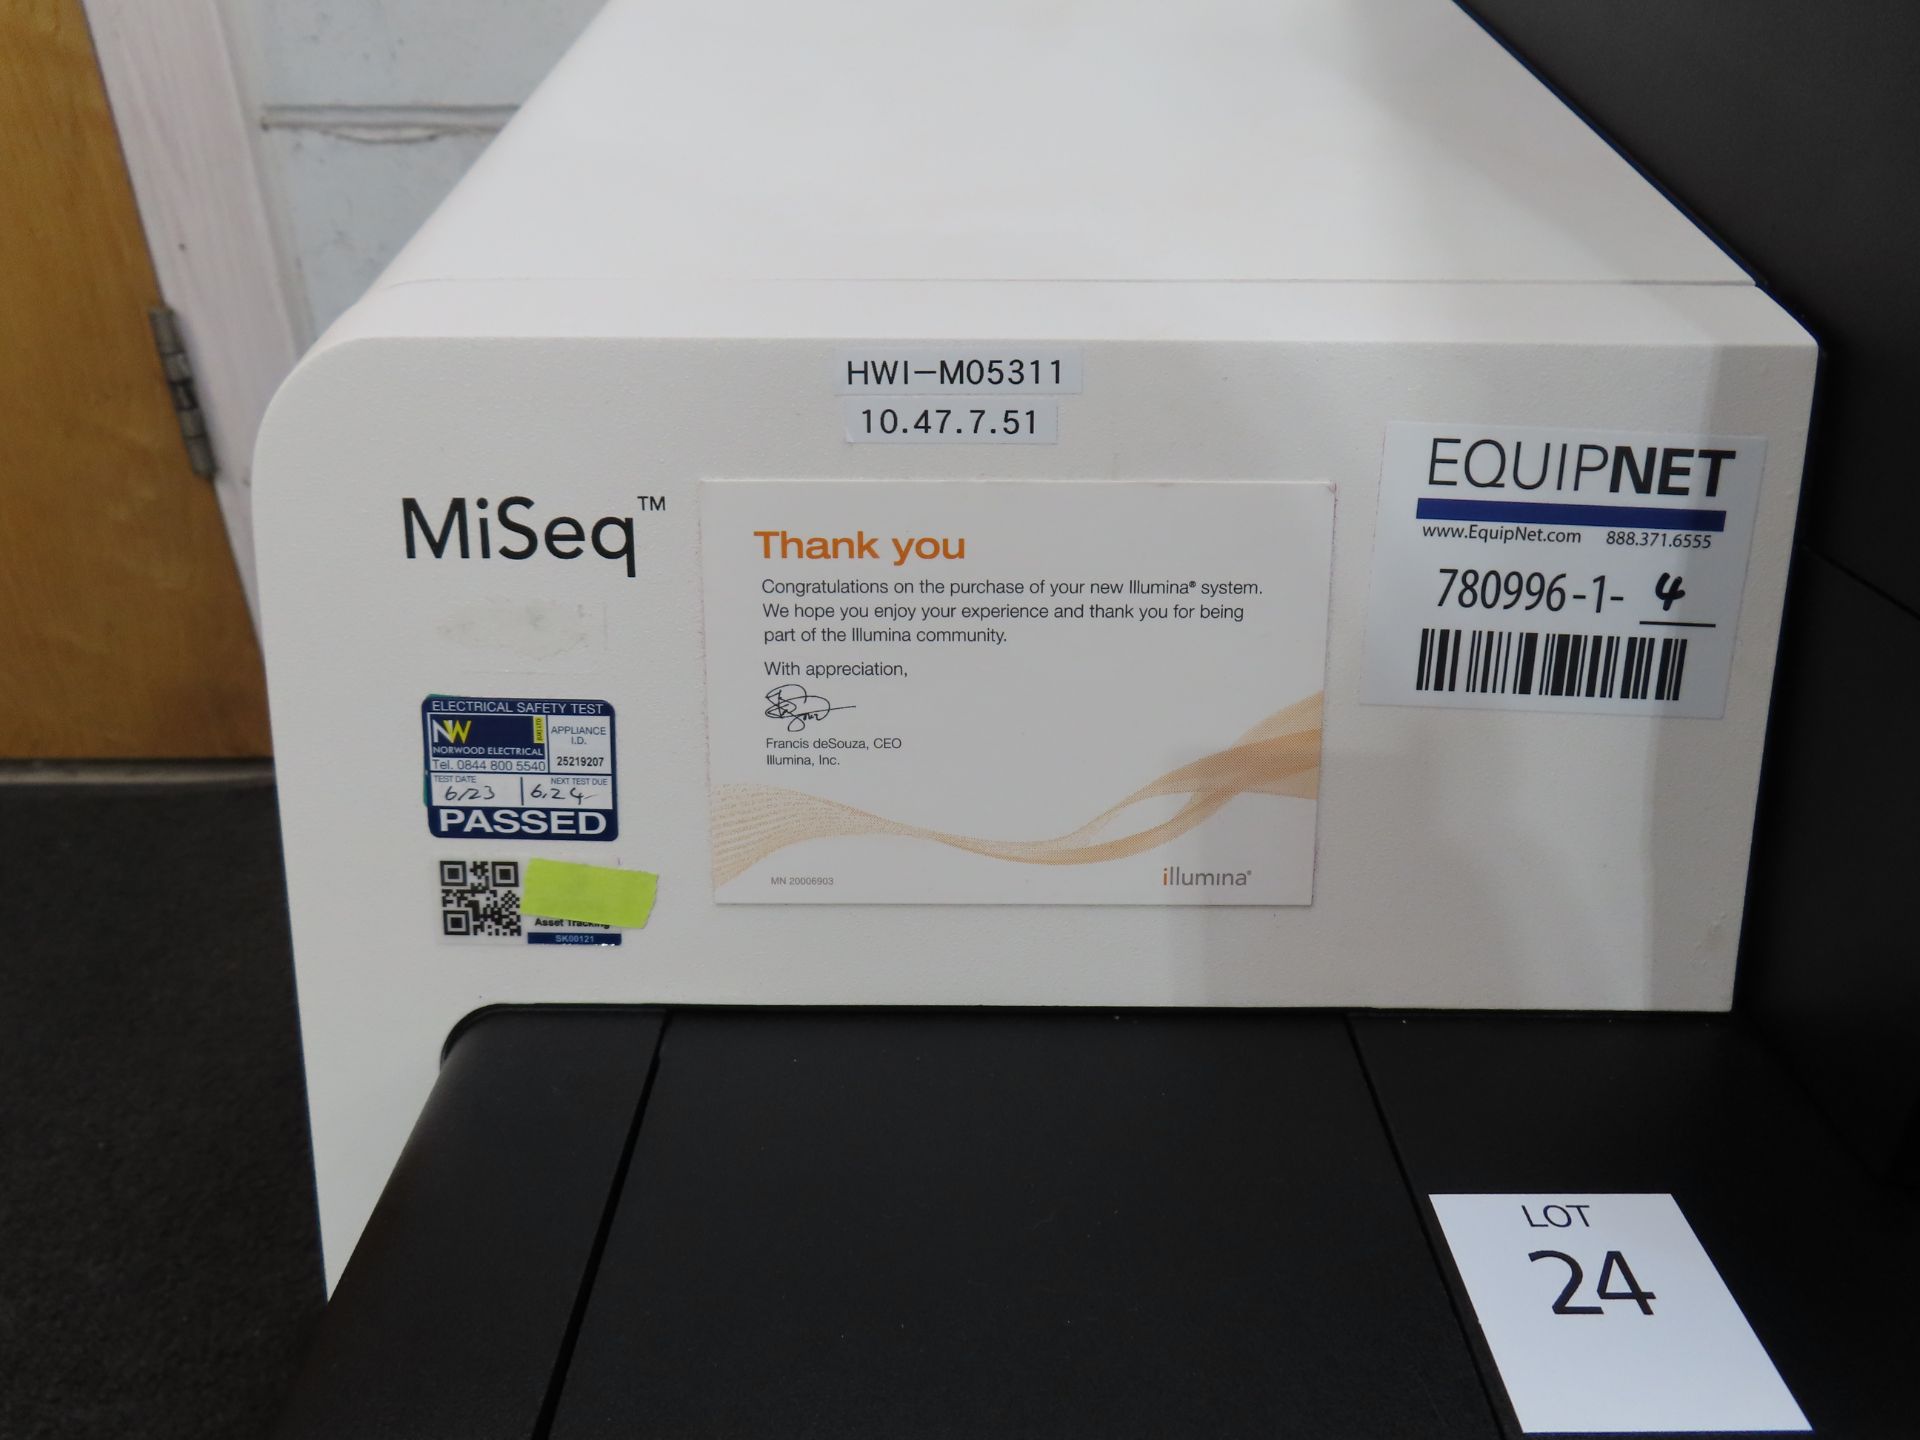 HWI-M05311
10.47.7.51
MiSeq™
Thank you
Congratulations on the purchase of your new Illumina® system.
We hope you enjoy your experience and thank you for being
part of the Illumina community.
With appreciation,
Francis deSouza, CEO
Illumina, Inc.
MN 20006903
illumina®
EQUIPNET
www.EquipNet.com 888.371.6555
780996-1-4
ELECTRICAL SAFETY TEST
NW
NORWOOD ELECTRICAL
Tel. 0844 800 5540
APPLIANCE
I.D.
25219207
TEST DATE
6/23
NEXT TEST DUE
6.24
PASSED
Asset Tracking
SK00121
LOT
24